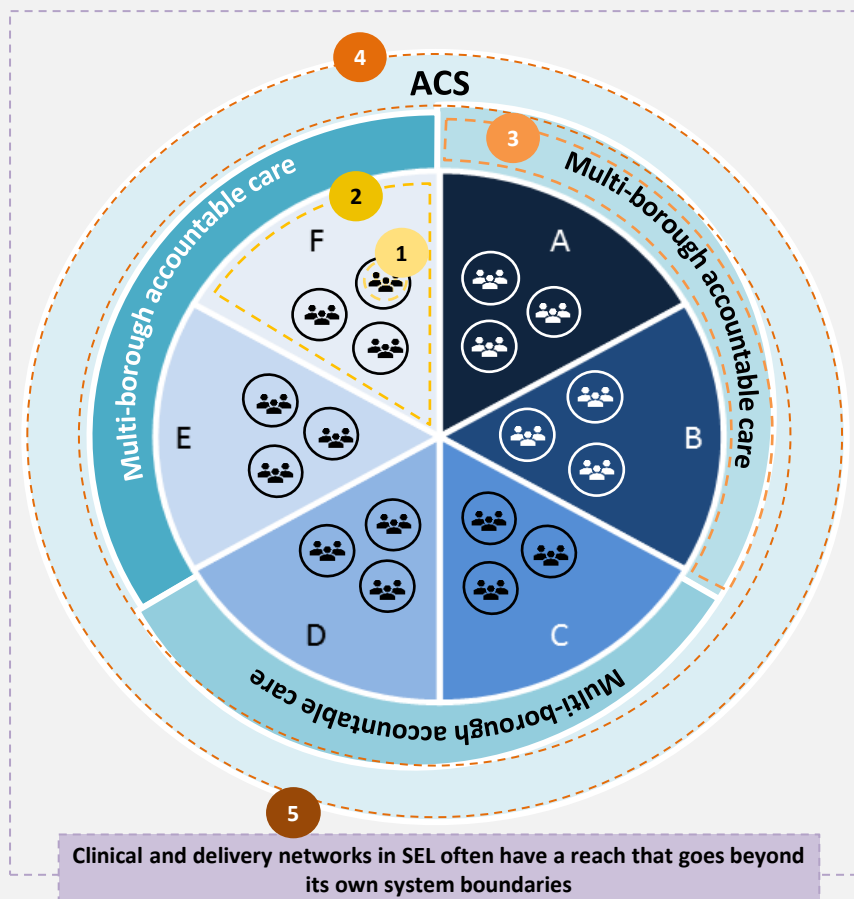 4
ACS
3
Multi-borough accountable care
Multi-borough accountable care
2
1
F
A
E
B
D
C
Multi-borough accountable care
5
Clinical and delivery networks in SEL often have a reach that goes beyond
its own system boundaries